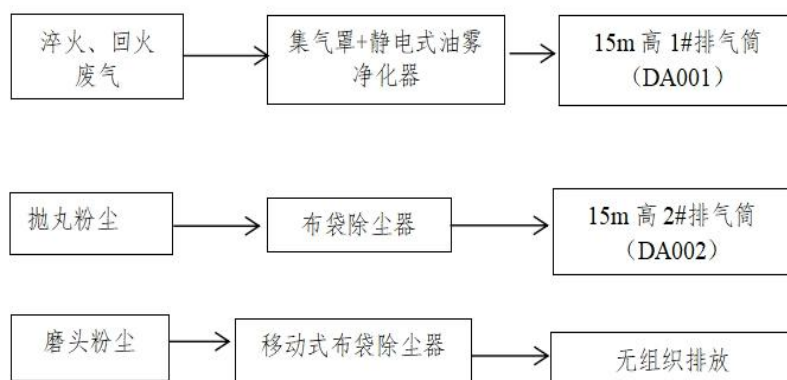 淬火、回火
废气
集气罩+静电式油雾
净化器
15m 高 1#排气筒
（DA001）
抛丸粉尘
布袋除尘器
15m 高 2#排气筒
（DA002）
磨头粉尘
移动式布袋除尘器
无组织排放